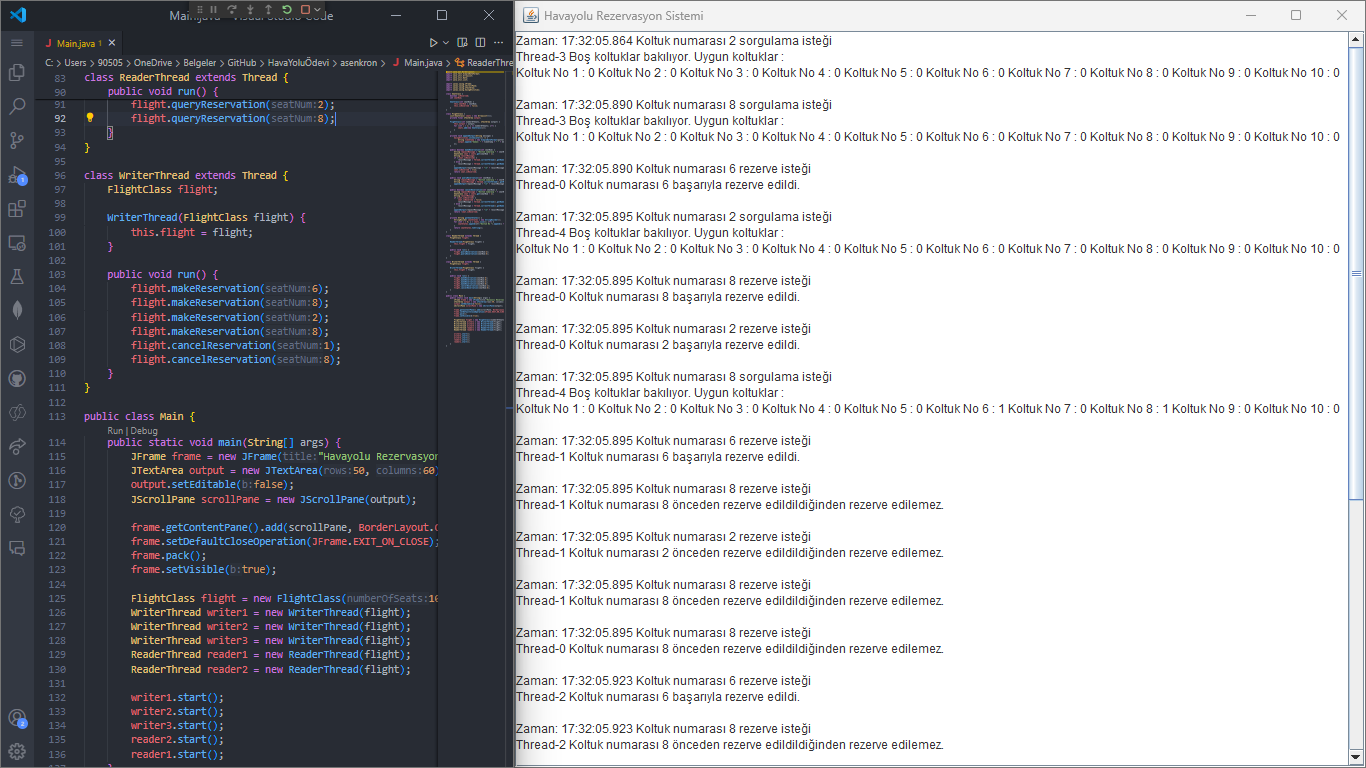 Main.java - Visual Studio Code
Main.java 1
C: > Users > 90505 > OneDrive > Belgeler > GitHub > HavaYoluÖdevi > asenkron > Main.java > ReaderThre
83 class ReaderThread extends Thread {
90 public void run() {
91 flight.queryReservation(seatNum:2);
92 flight.queryReservation(seatNum:8);
93 }
94 }
95
96 class WriterThread extends Thread {
97 FlightClass flight;
98
99 WriterThread(FlightClass flight) {
100 this.flight = flight;
101 }
102
103 public void run() {
104 flight.makeReservation(seatNum:6);
105 flight.makeReservation(seatNum:8);
106 flight.makeReservation(seatNum:2);
107 flight.makeReservation(seatNum:8);
108 flight.cancelReservation(seatNum:1);
109 flight.cancelReservation(seatNum:8);
110 }
111 }
112
113 public class Main {
Run | Debug
114 public static void main(String[] args) {
115 JFrame frame = new JFrame(title:"Havayolu Rezervasyon
116 JTextArea output = new JTextArea(rows:50, columns:60)
117 output.setEditable(b:false);
118 JScrollPane scrollPane = new JScrollPane(output);
119
120 frame.getContentPane().add(scrollPane, BorderLayout.C
121 frame.setDefaultCloseOperation(JFrame.EXIT_ON_CLOSE);
122 frame.pack();
123 frame.setVisible(b:true);
124
125 FlightClass flight = new FlightClass(numberOfSeats:10
126 WriterThread writer1 = new WriterThread(flight);
127 WriterThread writer2 = new WriterThread(flight);
128 WriterThread writer3 = new WriterThread(flight);
129 ReaderThread reader1 = new ReaderThread(flight);
130 ReaderThread reader2 = new ReaderThread(flight);
131
132 writer1.start();
133 writer2.start();
134 writer3.start();
135 reader2.start();
136 reader1.start();
1
2
Havayolu Rezervasyon Sistemi
Zaman: 17:32:05.864 Koltuk numarası 2 sorgulama isteği
Thread-3 Boş koltuklar bakılıyor. Uygun koltuklar :
Koltuk No 1 : 0 Koltuk No 2 : 0 Koltuk No 3 : 0 Koltuk No 4 : 0 Koltuk No 5 : 0 Koltuk No 6 : 0 Koltuk No 7 : 0 Koltuk No 8 : 0 Koltuk No 9 : 0 Koltuk No 10 : 0
Zaman: 17:32:05.890 Koltuk numarası 8 sorgulama isteği
Thread-3 Boş koltuklar bakılıyor. Uygun koltuklar :
Koltuk No 1 : 0 Koltuk No 2 : 0 Koltuk No 3 : 0 Koltuk No 4 : 0 Koltuk No 5 : 0 Koltuk No 6 : 0 Koltuk No 7 : 0 Koltuk No 8 : 0 Koltuk No 9 : 0 Koltuk No 10 : 0
Zaman: 17:32:05.890 Koltuk numarası 6 rezerve isteği
Thread-0 Koltuk numarası 6 başarıyla rezerve edildi.
Zaman: 17:32:05.895 Koltuk numarası 2 sorgulama isteği
Thread-4 Boş koltuklar bakılıyor. Uygun koltuklar :
Koltuk No 1 : 0 Koltuk No 2 : 0 Koltuk No 3 : 0 Koltuk No 4 : 0 Koltuk No 5 : 0 Koltuk No 6 : 0 Koltuk No 7 : 0 Koltuk No 8 : 0 Koltuk No 9 : 0 Koltuk No 10 : 0
Zaman: 17:32:05.895 Koltuk numarası 8 rezerve isteği
Thread-0 Koltuk numarası 8 başarıyla rezerve edildi.
Zaman: 17:32:05.895 Koltuk numarası 2 rezerve isteği
Thread-0 Koltuk numarası 2 başarıyla rezerve edildi.
Zaman: 17:32:05.895 Koltuk numarası 8 sorgulama isteği
Thread-4 Boş koltuklar bakılıyor. Uygun koltuklar :
Koltuk No 1 : 0 Koltuk No 2 : 0 Koltuk No 3 : 0 Koltuk No 4 : 0 Koltuk No 5 : 0 Koltuk No 6 : 1 Koltuk No 7 : 0 Koltuk No 8 : 1 Koltuk No 9 : 0 Koltuk No 10 : 0
Zaman: 17:32:05.895 Koltuk numarası 6 rezerve isteği
Thread-1 Koltuk numarası 6 başarıyla rezerve edildi.
Zaman: 17:32:05.895 Koltuk numarası 8 rezerve isteği
Thread-1 Koltuk numarası 8 önceden rezerve edildildiğinden rezerve edilemez.
Zaman: 17:32:05.895 Koltuk numarası 2 rezerve isteği
Thread-1 Koltuk numarası 2 önceden rezerve edildildiğinden rezerve edilemez.
Zaman: 17:32:05.895 Koltuk numarası 8 rezerve isteği
Thread-1 Koltuk numarası 8 önceden rezerve edildildiğinden rezerve edilemez.
Zaman: 17:32:05.895 Koltuk numarası 8 rezerve isteği
Thread-0 Koltuk numarası 8 önceden rezerve edildildiğinden rezerve edilemez.
Zaman: 17:32:05.923 Koltuk numarası 6 rezerve isteği
Thread-2 Koltuk numarası 6 başarıyla rezerve edildi.
Zaman: 17:32:05.923 Koltuk numarası 8 rezerve isteği
Thread-2 Koltuk numarası 8 önceden rezerve edildildiğinden rezerve edilemez.